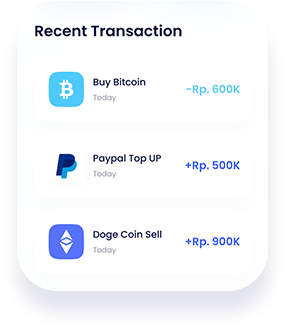 Recent Transaction
Buy Bitcoin
-Rp. 600K
Today
Paypal Top UP
+Rp. 500K
Today
Doge Coin Sell
+Rp. 900K
Today